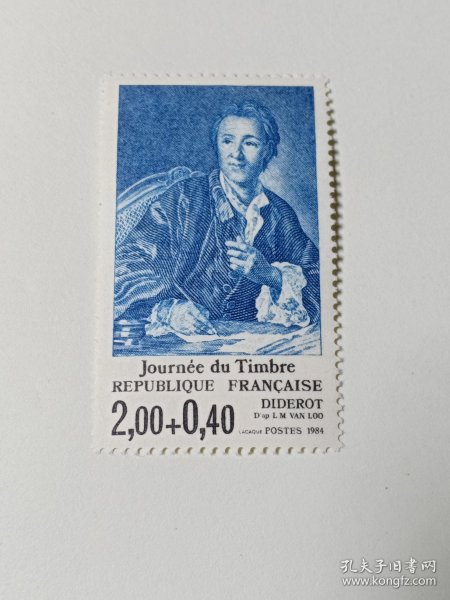 Journée du Timbre
REPUBLIQUE FRANÇAISE
DIDEROT
D'ap L M VAN LOO
2,00+0,40
LACAQUE POSTES 1984
孔夫子旧书网
www.kongfz.com